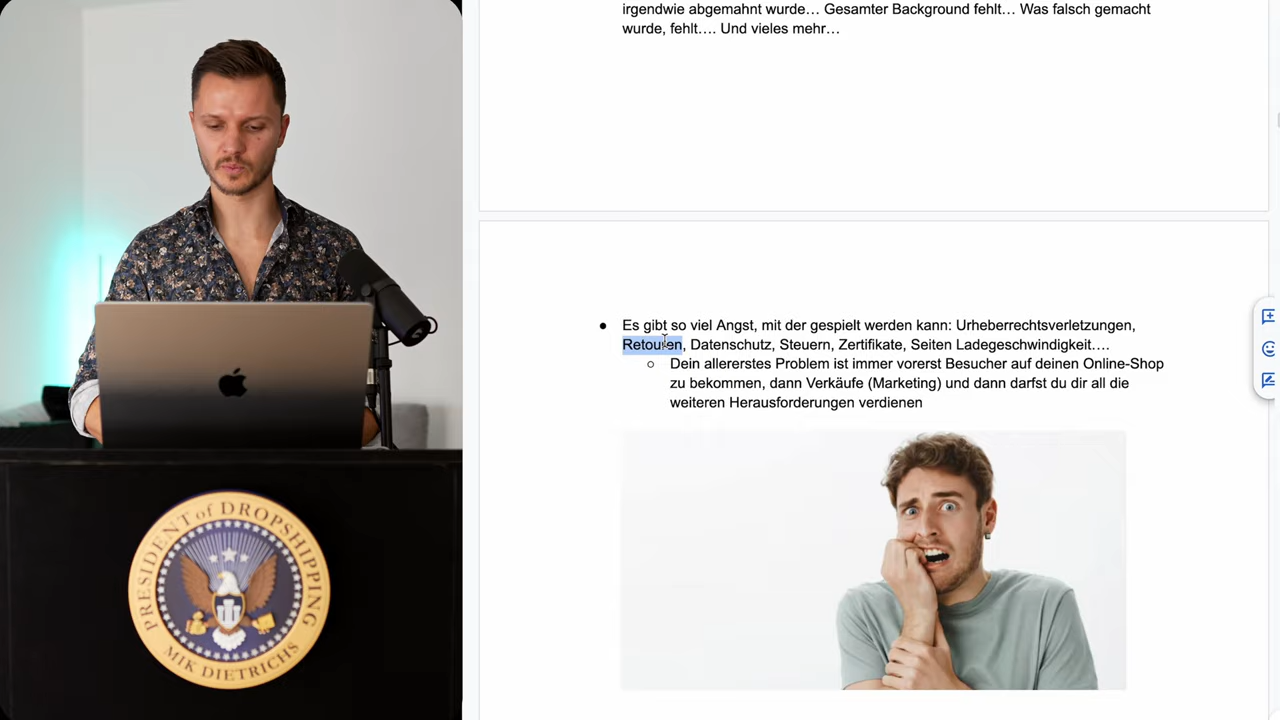 irgendwie abgemahnt wurde… Gesamter Background fehlt… Was falsch gemacht
wurde, fehlt…. Und vieles mehr…
● Es gibt so viel Angst, mit der gespielt werden kann: Urheberrechtsverletzungen,
Retouren, Datenschutz, Steuern, Zertifikate, Seiten Ladegeschwindigkeit….
○ Dein allererstes Problem ist immer vorerst Besucher auf deinen Online-Shop
zu bekommen, dann Verkäufe (Marketing) und dann darfst du dir all die
weiteren Herausforderungen verdienen
PRESIDENT of DROPSHIPPING
MIK DIETRICHS